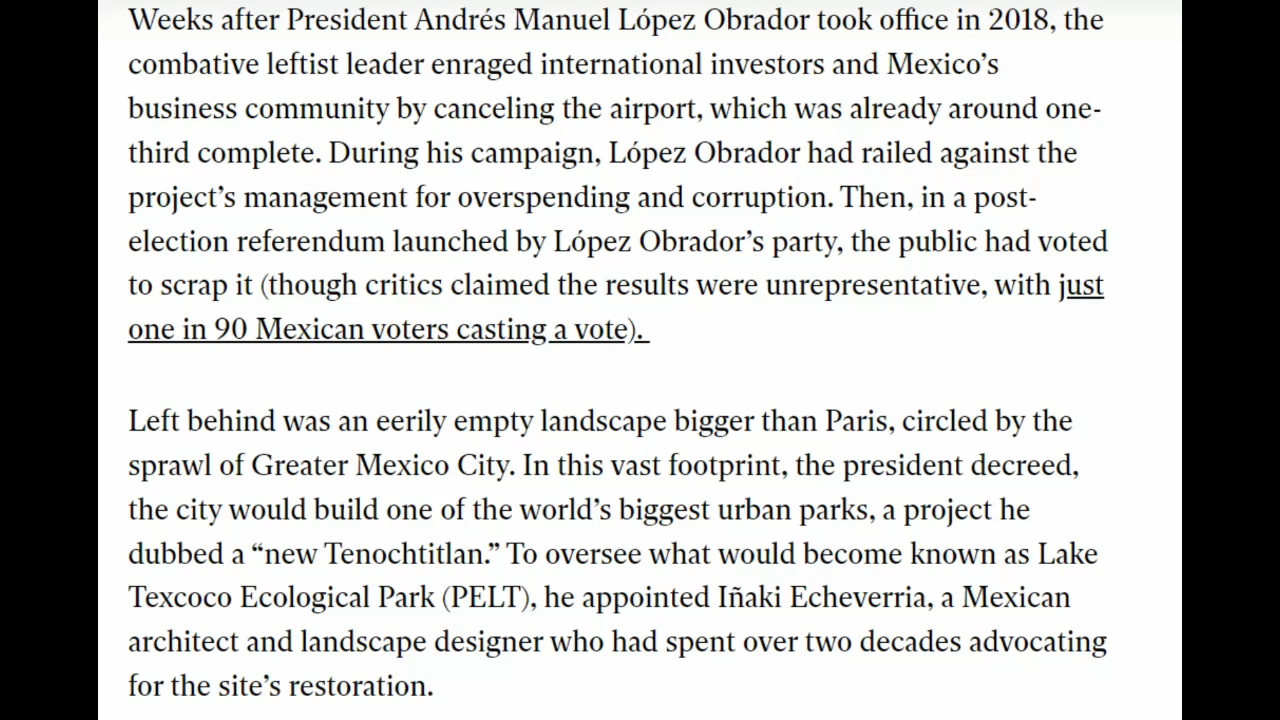 Weeks after President Andrés Manuel López Obrador took office in 2018, the
combative leftist leader enraged international investors and Mexico’s
business community by canceling the airport, which was already around one-
third complete. During his campaign, López Obrador had railed against the
project’s management for overspending and corruption. Then, in a post-
election referendum launched by López Obrador’s party, the public had voted
to scrap it (though critics claimed the results were unrepresentative, with just
one in 90 Mexican voters casting a vote).
Left behind was an eerily empty landscape bigger than Paris, circled by the
sprawl of Greater Mexico City. In this vast footprint, the president decreed,
the city would build one of the world’s biggest urban parks, a project he
dubbed a “new Tenochtitlan.” To oversee what would become known as Lake
Texcoco Ecological Park (PELT), he appointed Iñaki Echeverria, a Mexican
architect and landscape designer who had spent over two decades advocating
for the site’s restoration.